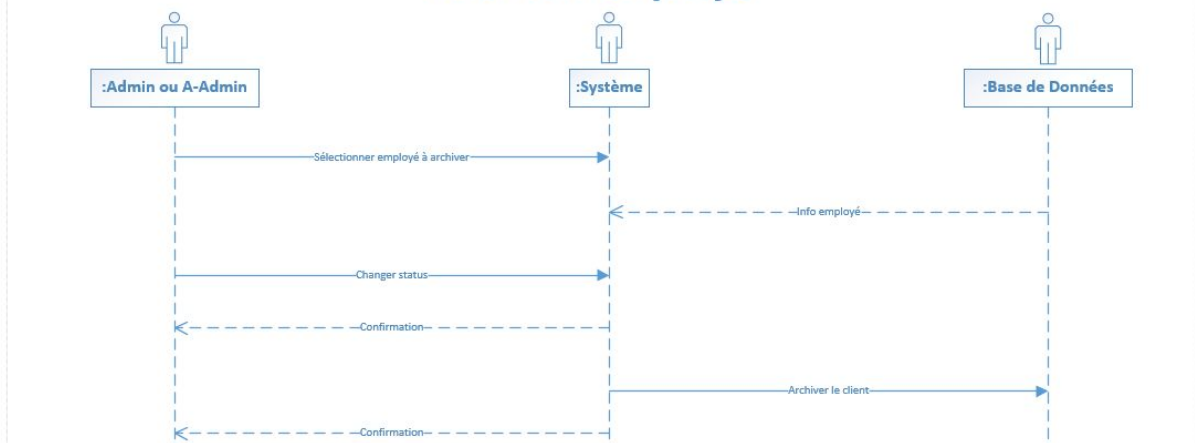 :Admin ou A-Admin
:Système
:Base de Données
Sélectionner employé à archiver
Info employé
Changer status
Confirmation
Archiver le client
Confirmation